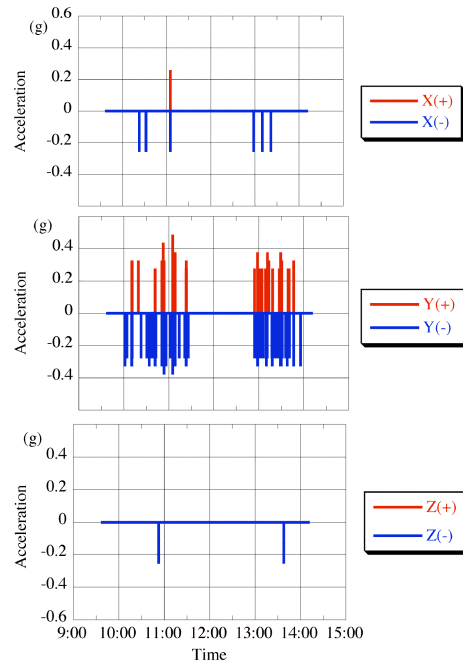 0.6
(g)
0.4
0.2
0
-0.2
-0.4
Acceleration
X(+)
X(-)
(g)
0.4
0.2
0
-0.2
-0.4
Acceleration
Y(+)
Y(-)
(g)
0.4
0.2
0
-0.2
-0.4
-0.6
Acceleration
Z(+)
Z(-)
9:00 10:00 11:00 12:00 13:00 14:00 15:00
Time